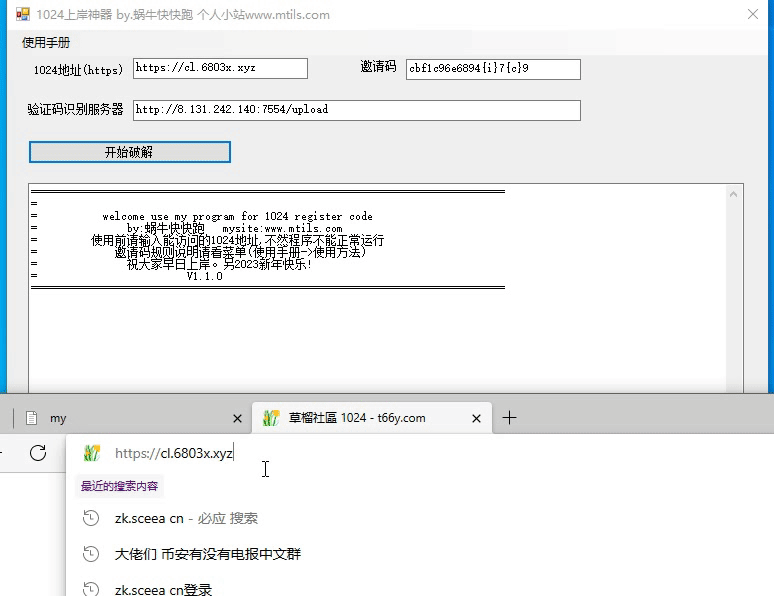 1024上岸神器 by.蜗牛快快跑 个人小站www.mtils.com
使用手册
1024地址(https) https://cl.6803x.xyz 邀请码 cbf1c96e6894{i}7{c}9
验证码识别服务器 http://8.131.242.140:7554/upload
开始破解
=
= welcome use my program for 1024 register code
= by:蜗牛快快跑 mysite:www.mtils.com
= 使用前请输入能访问的1024地址,不然程序不能正常运行
= 邀请码规则说明请看菜单(使用手册->使用方法)
= 祝大家早日上岸。另2023新年快乐!
= V1.1.0
my
草榴社區 1024 - t66y.com
https://cl.6803x.xyz
最近的搜索内容
zk.sceea cn - 必应 搜索
大佬们 币安有没有电报中文群
zk.sceea cn登录